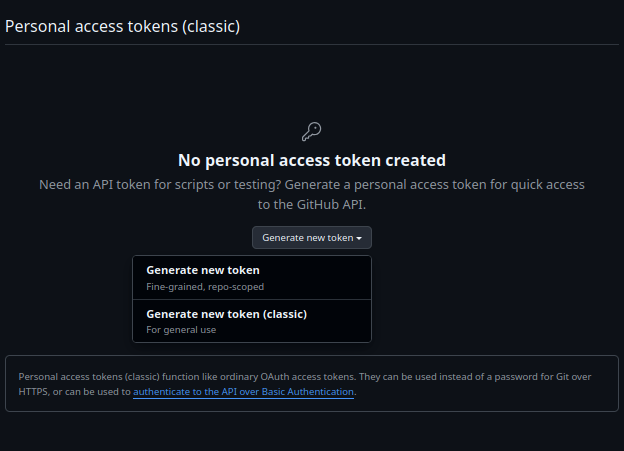 Personal access tokens (classic)
No personal access token created
Need an API token for scripts or testing? Generate a personal access token for quick access
to the GitHub API.
Generate new token
Generate new token
Fine-grained, repo-scoped
Generate new token (classic)
For general use
Personal access tokens (classic) function like ordinary OAuth access tokens. They can be used instead of a password for Git over
HTTPS, or can be used to authenticate to the API over Basic Authentication.